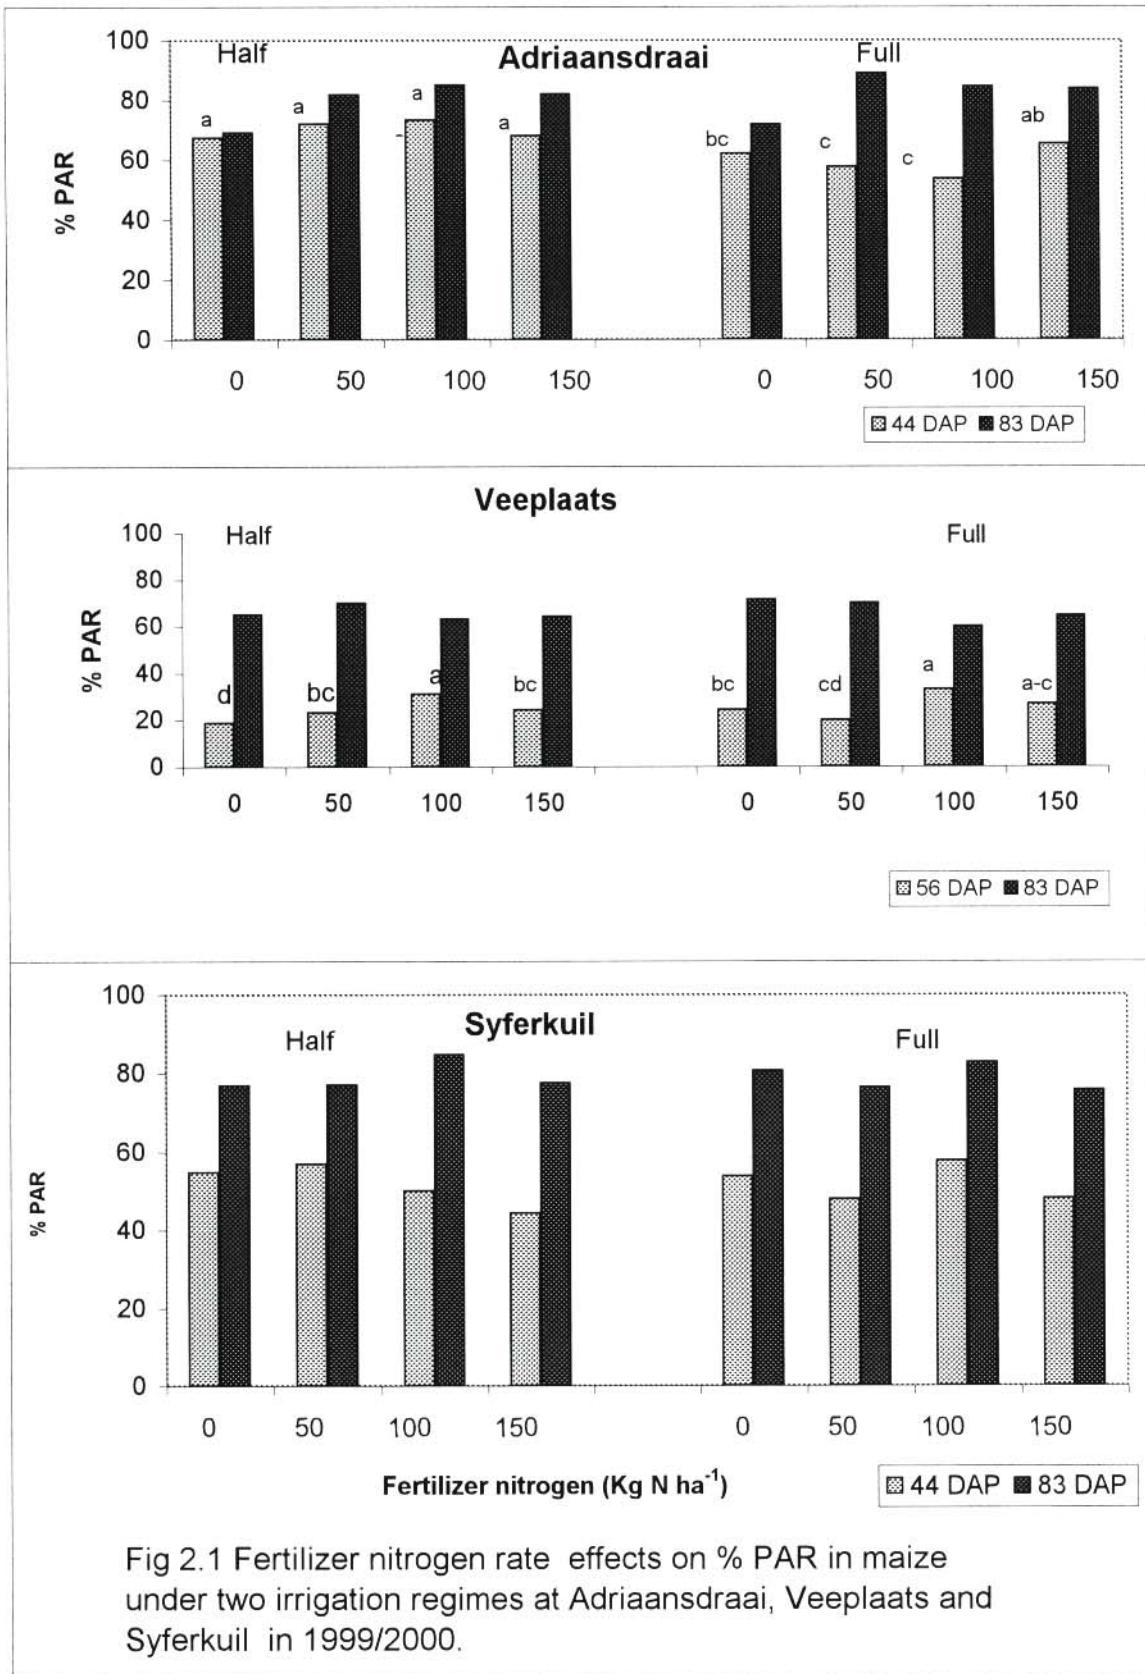 Adriaansdraai
Half Full
% PAR
100
80
60
40
20
0
a a a a bc c c ab
0 50 100 150 0 50 100 150
44 DAP 83 DAP
Veeplaats
Half Full
% PAR
100
80
60
40
20
0
d bc a bc bc cd a a-c
0 50 100 150 0 50 100 150
56 DAP 83 DAP
Syferkuil
Half Full
% PAR
100
80
60
40
20
0
0 50 100 150 0 50 100 150
Fertilizer nitrogen (Kg N ha⁻¹)
44 DAP 83 DAP
Fig 2.1 Fertilizer nitrogen rate effects on % PAR in maize
under two irrigation regimes at Adriaansdraai, Veeplaats and
Syferkuil in 1999/2000.